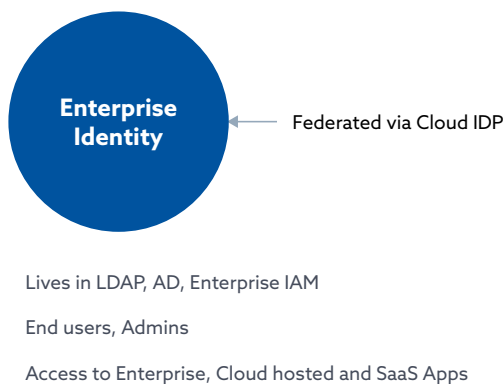 Enterprise
Identity
Federated via Cloud IDP
Lives in LDAP, AD, Enterprise IAM
End users, Admins
Access to Enterprise, Cloud hosted and SaaS Apps